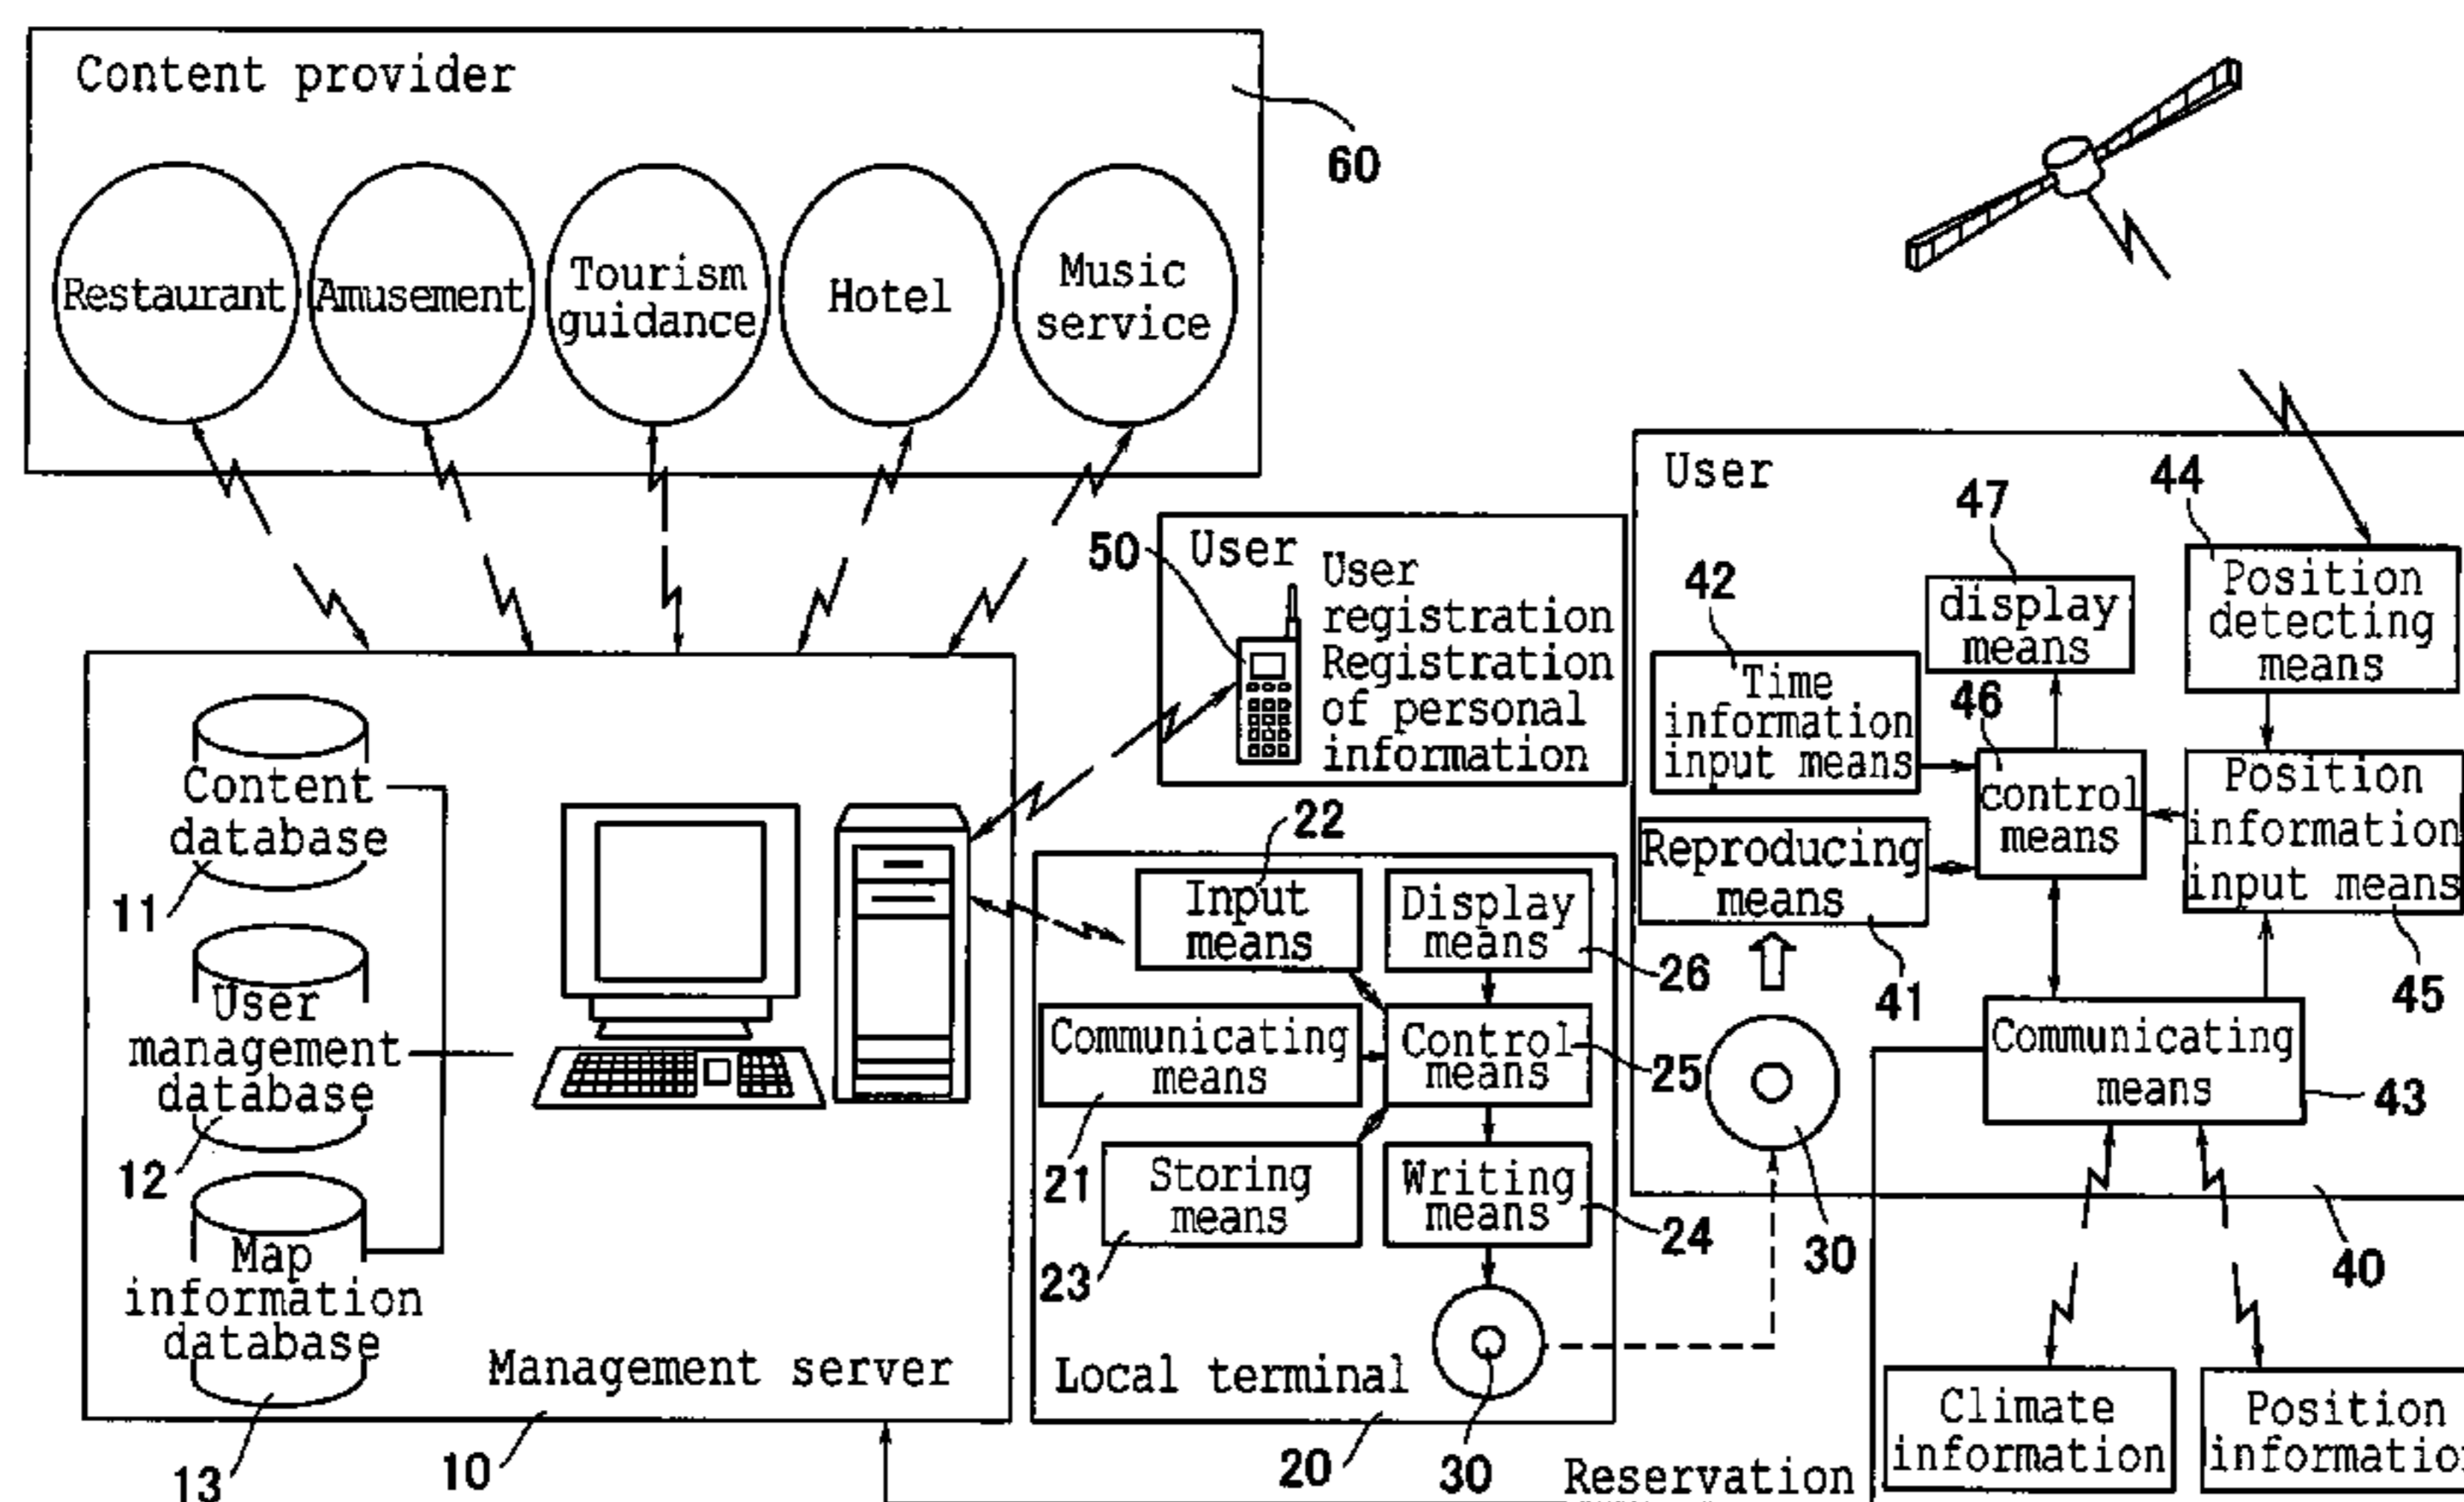 Content provider
60
Restaurant
Amusement
Tourism
guidance
Hotel
Music
service
User
50
User
registration
Registration
of personal
information
User
47
44
42
display
means
Position
detecting
means
Time
information
input means
46
control
means
Position
information
input means
45
Reproducing
means
41
Communicating
means
43
30
40
Content
database
11
User
management
database
12
Map
information
database
13
Management server
10
22
Input
means
Display
means
26
Communicating
means
21
Control
means
25
Storing
means
23
Writing
means
24
Local terminal
20
30
Reservation
Climate
information
Position
information